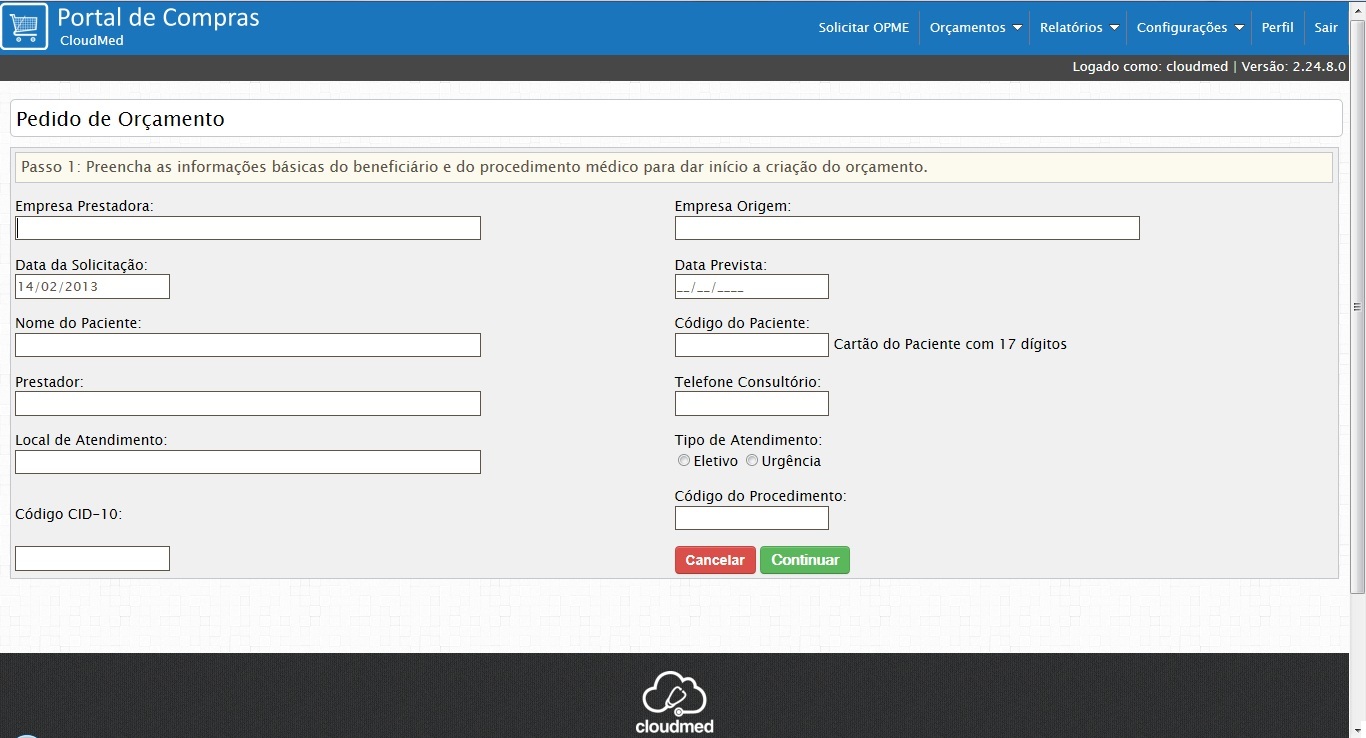 Portal de Compras
CloudMed
Solicitar OPME Orçamentos Relatórios Configurações Perfil Sair
Logado como: cloudmed | Versão: 2.24.8.0
Pedido de Orçamento
Passo 1: Preencha as informações básicas do beneficiário e do procedimento médico para dar início a criação do orçamento.
Empresa Prestadora: Empresa Origem:
Data da Solicitação: Data Prevista:
14/02/2013 __/__/____
Nome do Paciente: Código do Paciente:
Cartão do Paciente com 17 dígitos
Prestador: Telefone Consultório:
Local de Atendimento: Tipo de Atendimento:
Eletivo Urgência
Código do Procedimento:
Código CID-10:
Cancelar Continuar
cloudmed